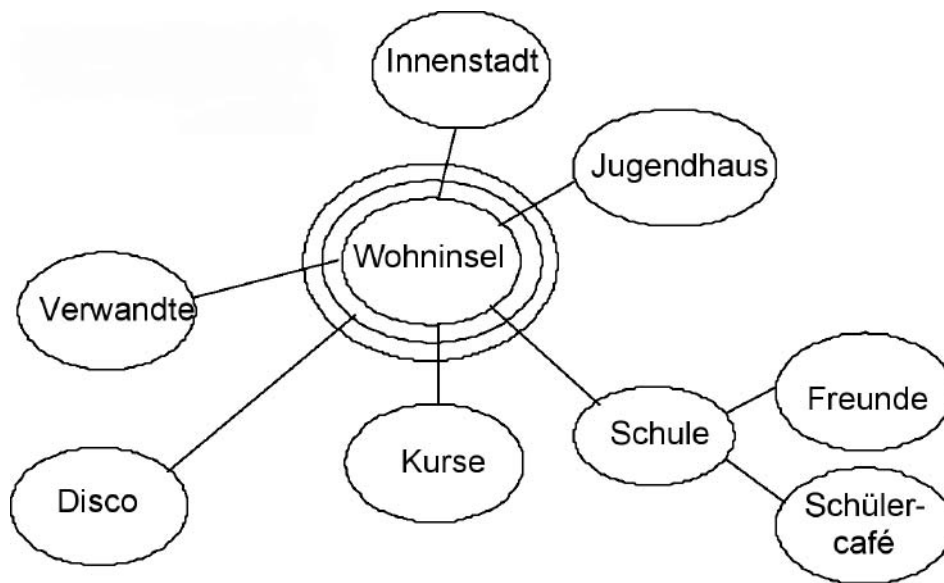 Innenstadt
Jugendhaus
Wohninsel
Verwandte
Freunde
Schule
Kurse
Disco
Schüler-
café